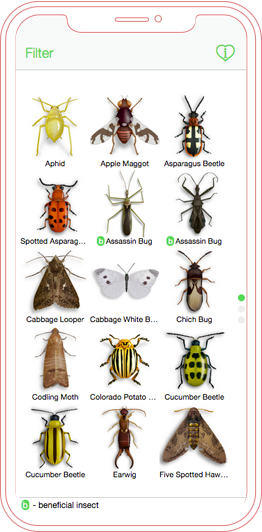 Filter
Aphid Apple Maggot Asparagus Beetle
Spotted Asparag... b Assassin Bug b Assassin Bug
Cabbage Looper Cabbage White B... Chich Bug
Codling Moth Colorado Potato ... Cucumber Beetle
Cucumber Beetle Earwig Five Spotted Haw...
b - beneficial insect